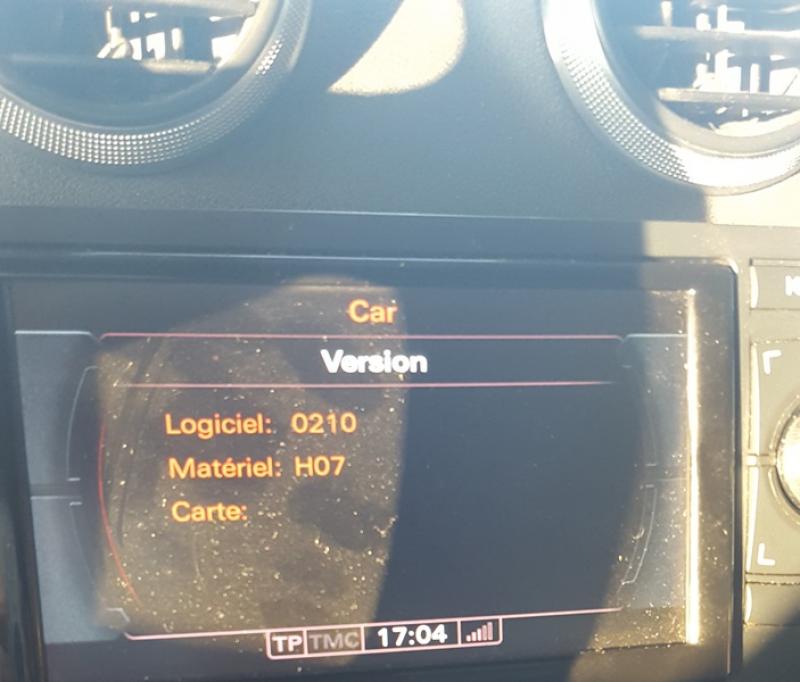 Car
Version
Logiciel: 0210
Matériel: H07
Carte:
TP TMC 17:04